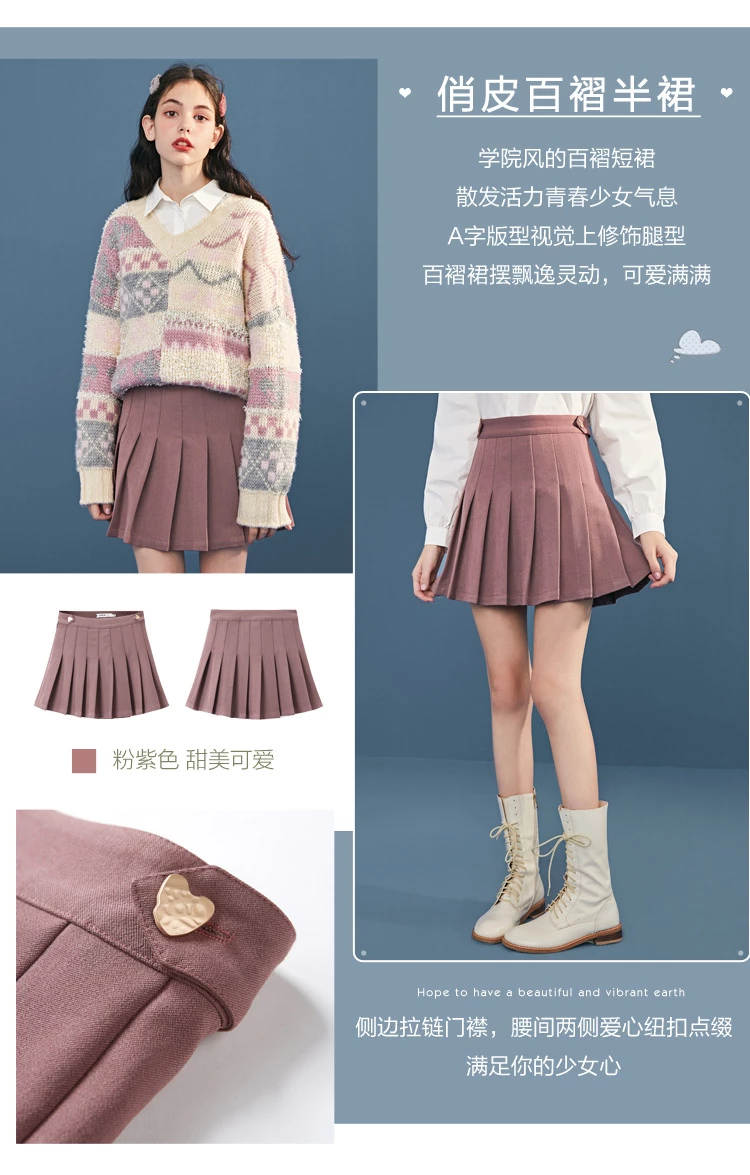 俏皮百褶半裙
学院风的百褶短裙
散发活力青春少女气息
A字版型视觉上修饰腿型
百褶裙摆飘逸灵动，可爱满满
粉紫色 甜美可爱
Hope to have a beautiful and vibrant earth
侧边拉链门襟，腰间两侧爱心纽扣点缀
满足你的少女心